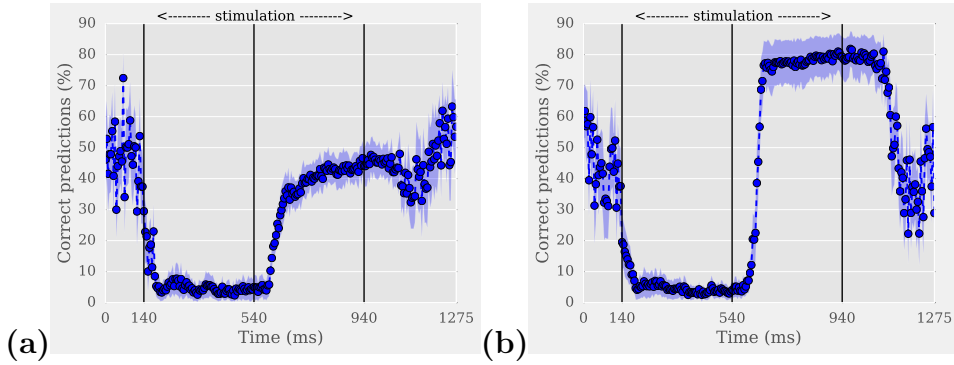 <--------- stimulation -------->
90
80
70
60
50
40
30
20
10
0
Correct predictions (%)
0 140 540 940 1275
Time (ms)
(a)
<--------- stimulation -------->
90
80
70
60
50
40
30
20
10
0
Correct predictions (%)
0 140 540 940 1275
Time (ms)
(b)